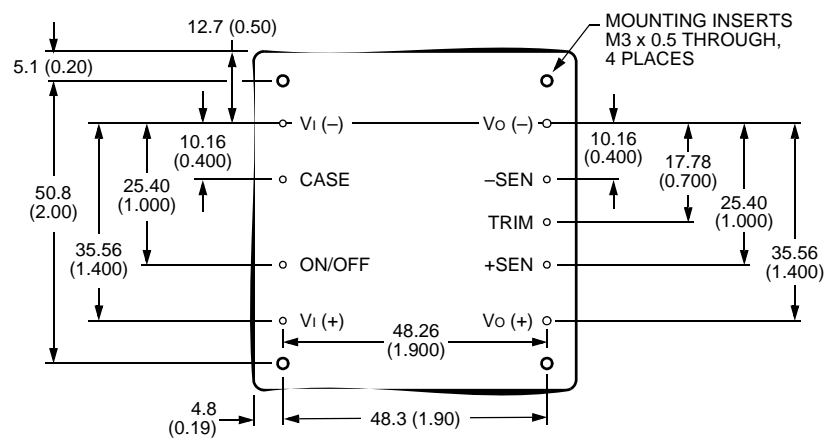 12.7 (0.50)
MOUNTING INSERTS
M3 x 0.5 THROUGH,
4 PLACES
5.1 (0.20)
VI (–)
VO (–)
10.16
(0.400)
10.16
(0.400)
17.78
(0.700)
CASE
–SEN
25.40
(1.000)
50.8
(2.00)
25.40
(1.000)
TRIM
35.56
(1.400)
35.56
(1.400)
ON/OFF
+SEN
VI (+)
VO (+)
48.26
(1.900)
4.8
(0.19)
48.3 (1.90)